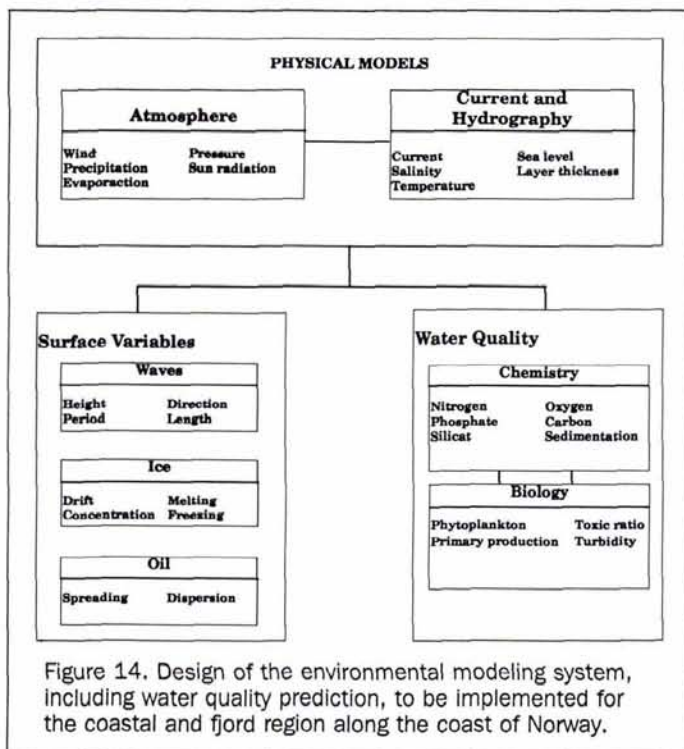 PHYSICAL MODELS
Atmosphere
Wind Pressure
Precipitation Sun radiation
Evaporaction
Current and
Hydrography
Current Sea level
Salinity Layer thickness
Temperature
Surface Variables
Waves
Height Direction
Period Length
Ice
Drift Melting
Concentration Freezing
Oil
Spreading Dispersion
Water Quality
Chemistry
Nitrogen Oxygen
Phosphate Carbon
Silicat Sedimentation
Biology
Phytoplankton Toxic ratio
Primary production Turbidity
Figure 14. Design of the environmental modeling system,
including water quality prediction, to be implemented for
the coastal and fjord region along the coast of Norway.